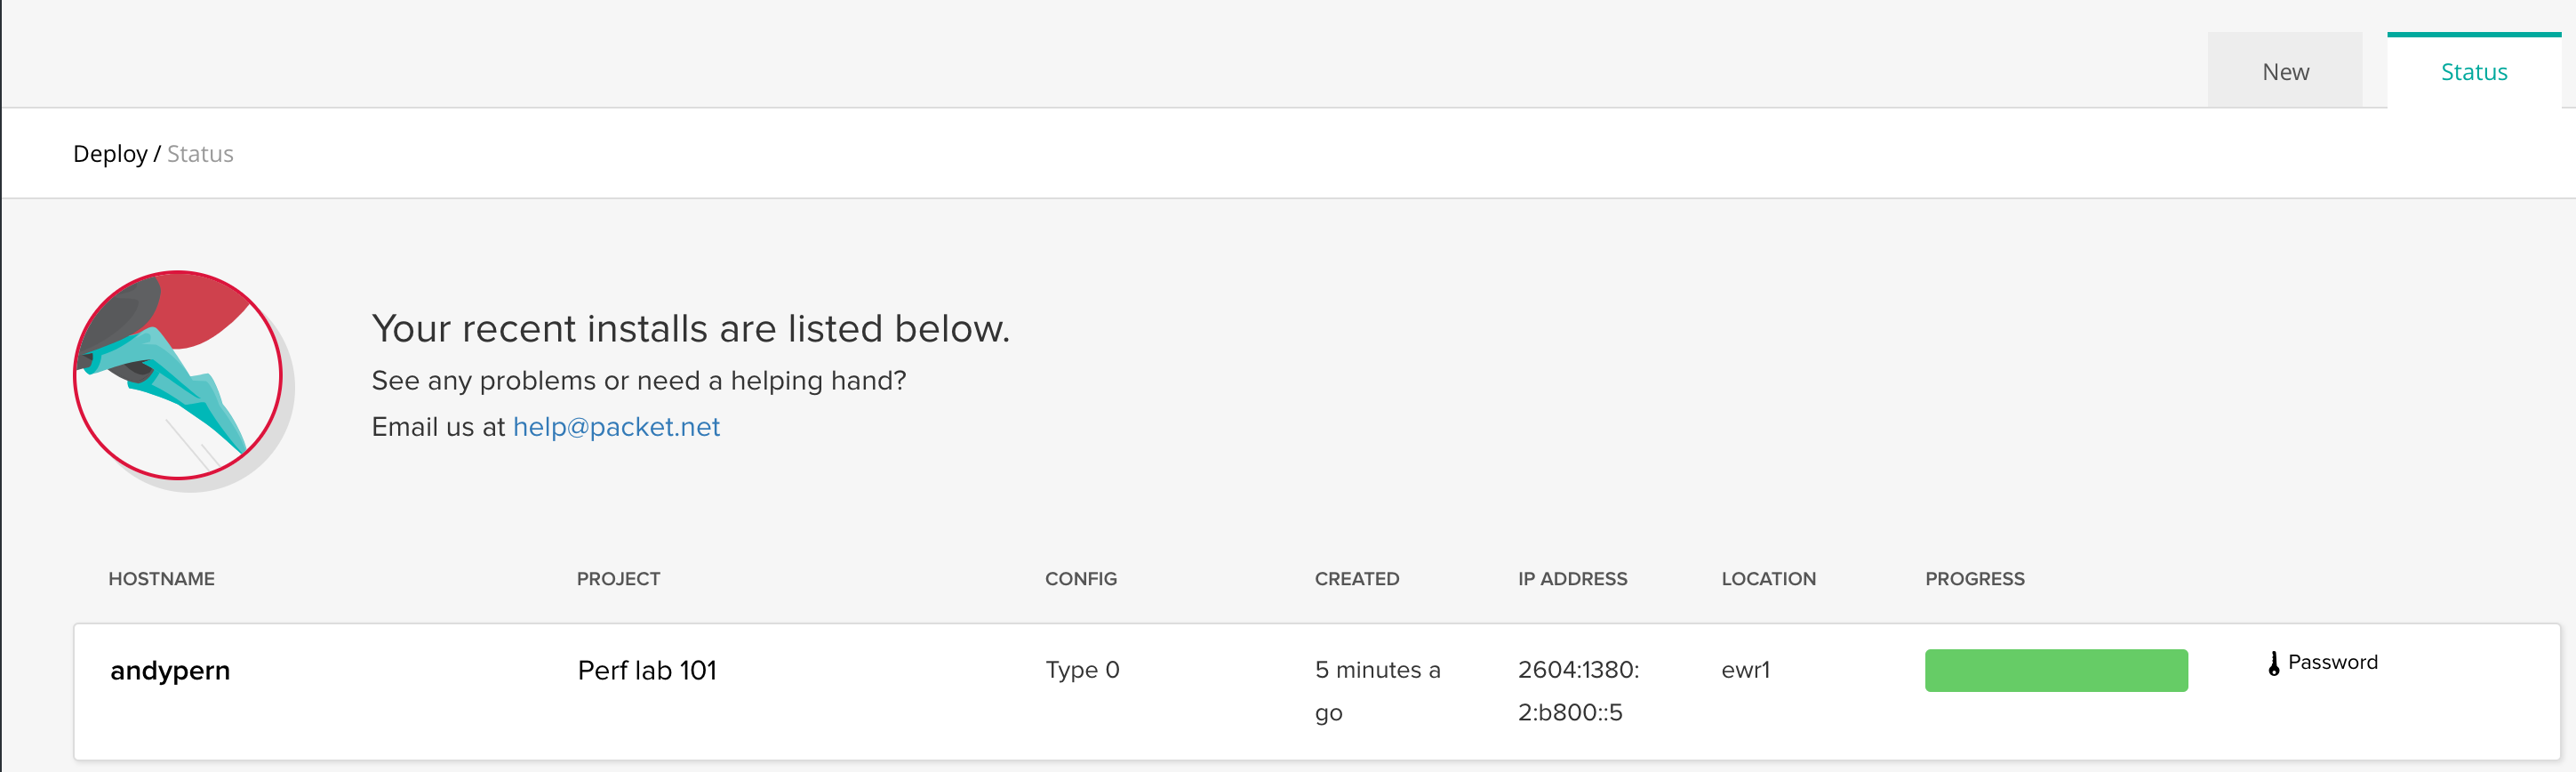 New
Status
Deploy / Status
Your recent installs are listed below.
See any problems or need a helping hand?
Email us at help@packet.net
HOSTNAME PROJECT CONFIG CREATED IP ADDRESS LOCATION PROGRESS
andypern Perf lab 101 Type 0 5 minutes a 2604:1380: ewr1 Password
go 2:b800::5